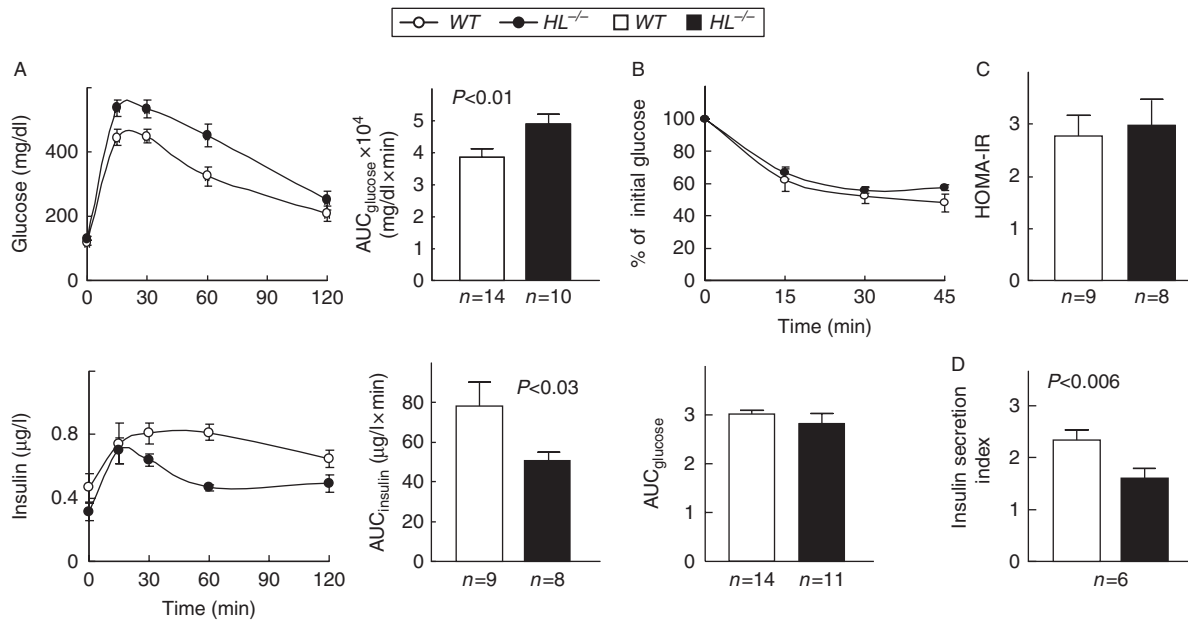 WT HL–/– WT HL–/–
A
Glucose (mg/dl)
400
200
0
0 30 60 90 120
AUCglucose×10⁴
(mg/dl×min)
P<0.01
5
4
3
2
1
0
n=14 n=10
B
% of initial glucose
100
80
60
40
20
0
0 15 30 45
Time (min)
C
HOMA-IR
3
2
1
0
n=9 n=8
Insulin (μg/l)
0.8
0.4
0
0 30 60 90 120
Time (min)
AUCinsulin (μg/l×min)
P<0.03
80
60
40
20
0
n=9 n=8
AUCglucose
3
2
1
0
n=14 n=11
D
Insulin secretion
index
P<0.006
3
2
1
0
n=6